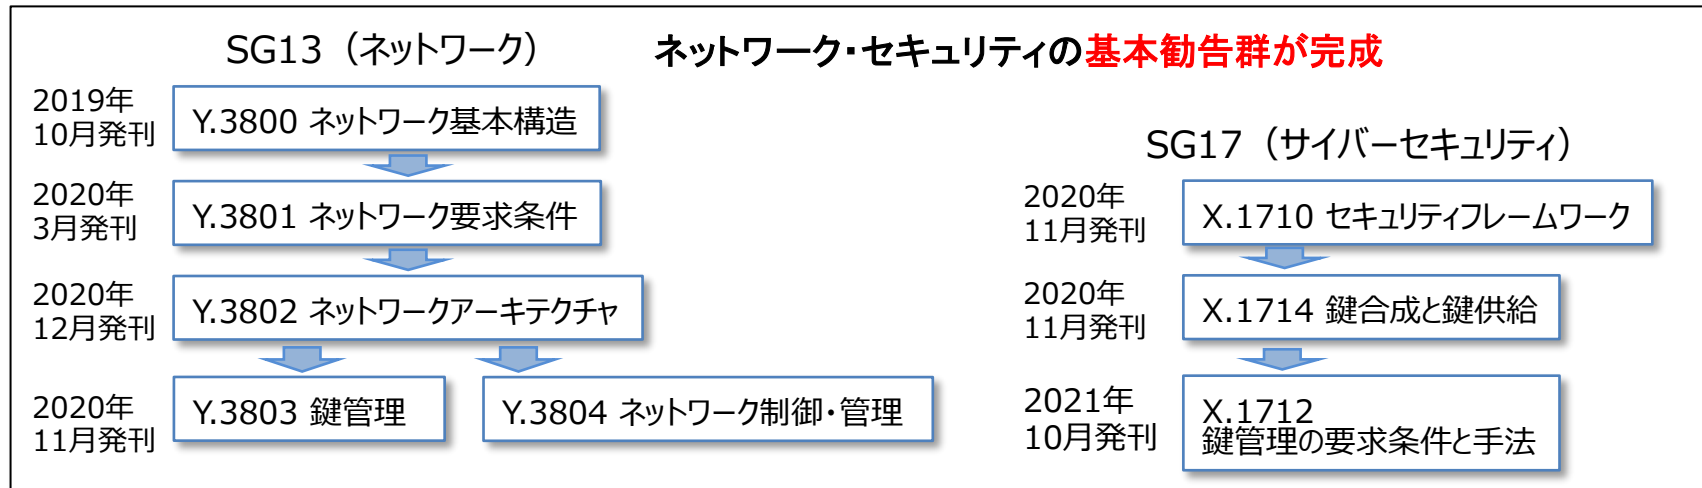 SG13（ネットワーク）
ネットワーク・セキュリティの基本勧告群が完成
2019年
10月発刊
Y.3800 ネットワーク基本構造
2020年
3月発刊
Y.3801 ネットワーク要求条件
2020年
12月発刊
Y.3802 ネットワークアーキテクチャ
2020年
11月発刊
Y.3803 鍵管理
Y.3804 ネットワーク制御・管理
SG17（サイバーセキュリティ）
2020年
11月発刊
X.1710 セキュリティフレームワーク
2020年
11月発刊
X.1714 鍵合成と鍵供給
2021年
10月発刊
X.1712
鍵管理の要求条件と手法